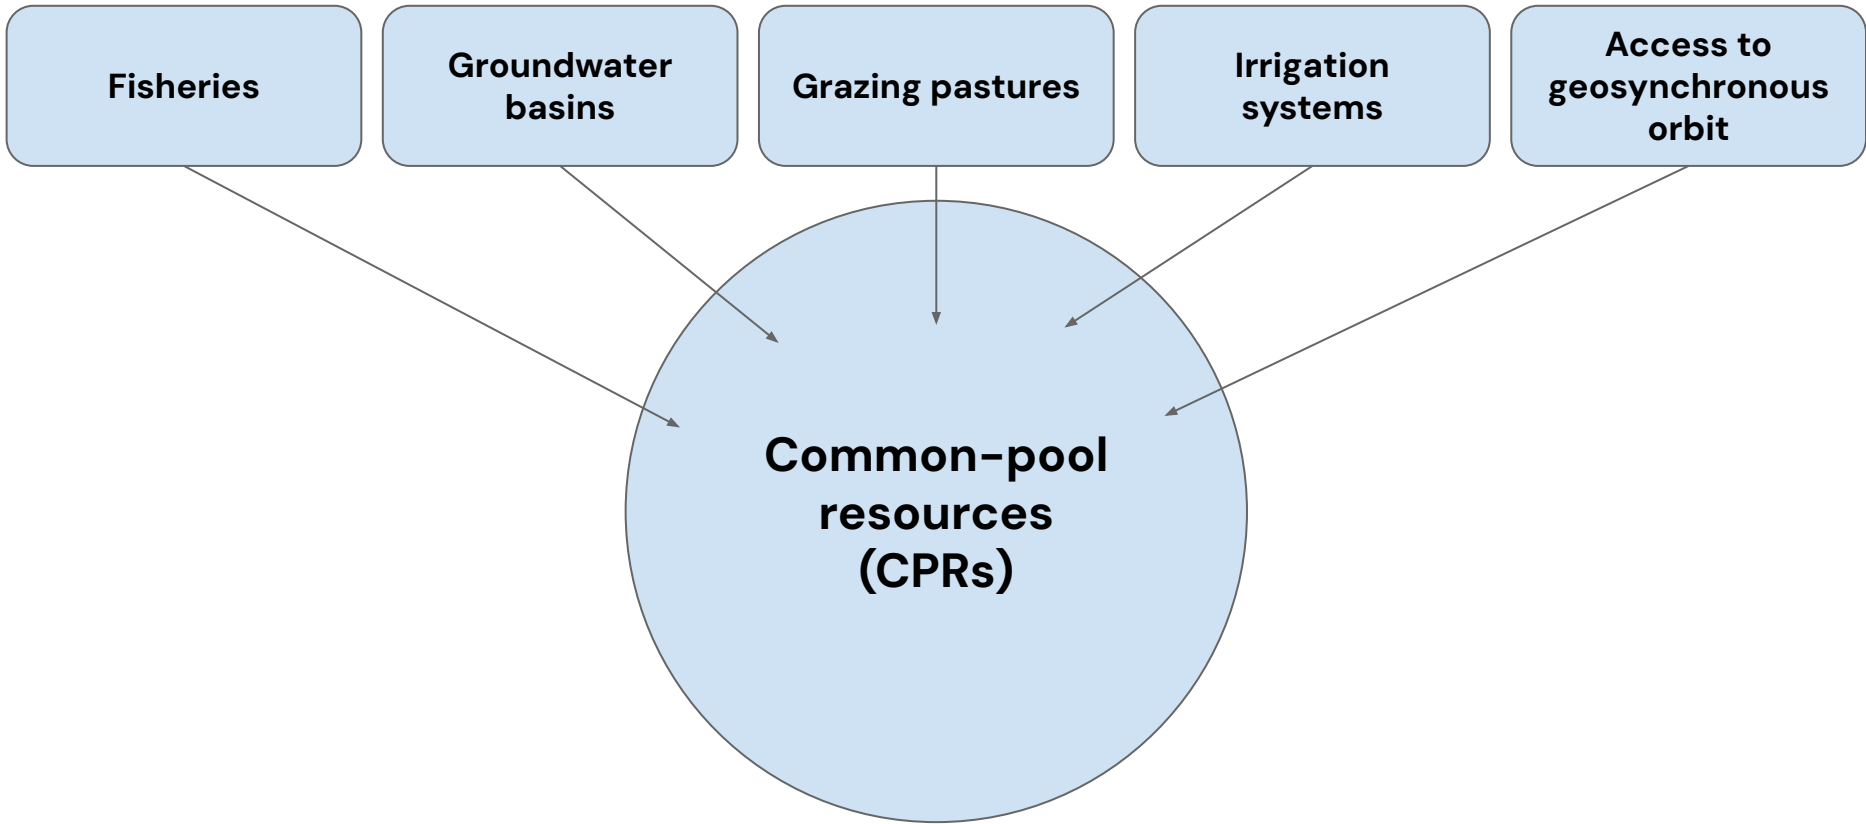 Fisheries
Groundwater
basins
Grazing pastures
Irrigation
systems
Access to
geosynchronous
orbit
Common-pool
resources
(CPRs)